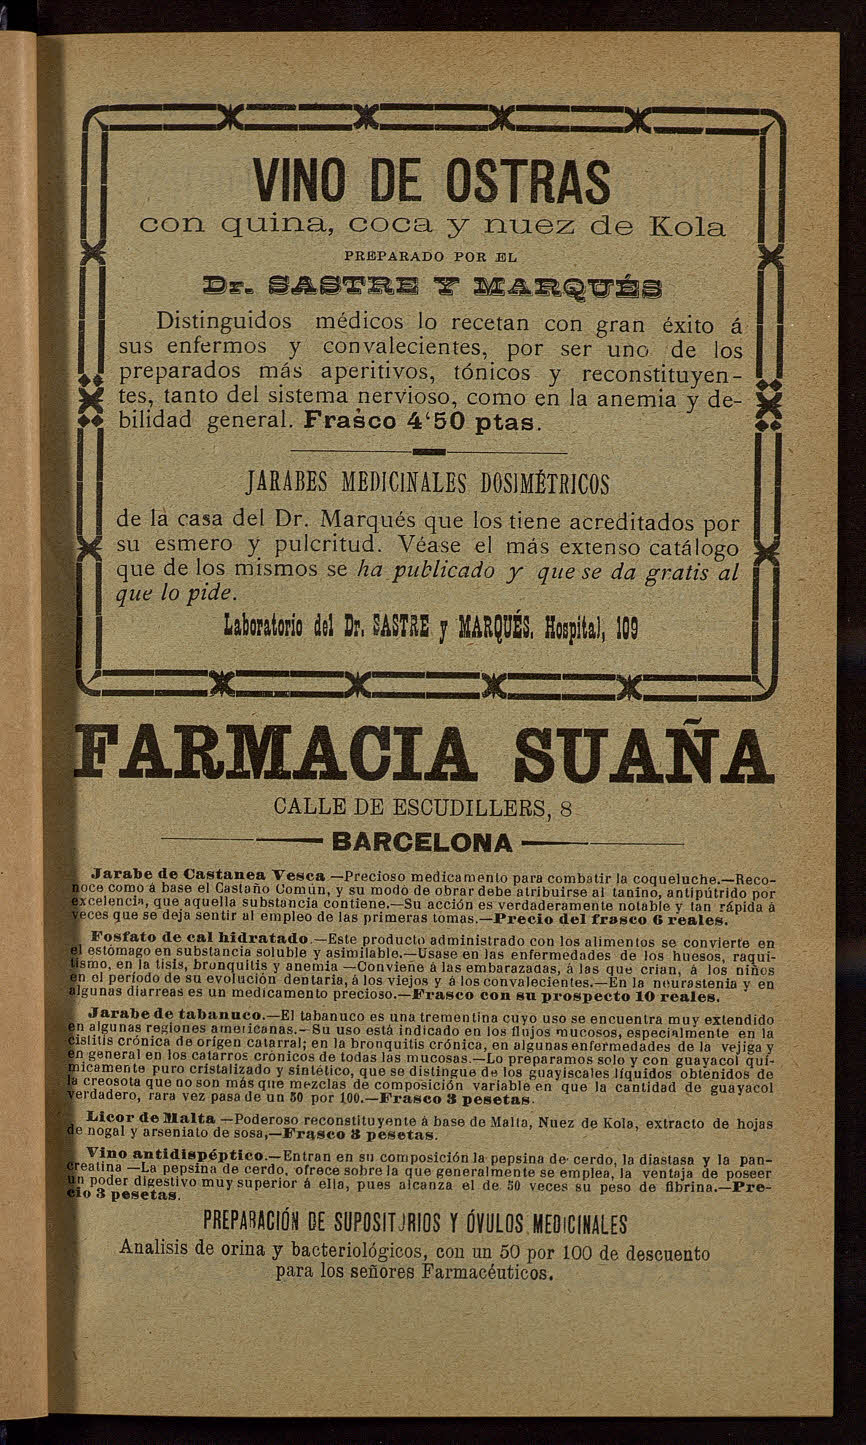 VINO DE OSTRAS
con quina, coca y nuez de Kola
PREPARADO POR EL
Dr. SASTRE Y MARQUÉS
Distinguidos médicos lo recetan con gran éxito á
sus enfermos y convalecientes, por ser uno de los
preparados más aperitivos, tónicos y reconstituyen-
tes, tanto del sistema nervioso, como en la anemia y de-
bilidad general. Frasco 4‘50 ptas.
JARABES MEDICINALES DOSIMÉTRICOS
de la casa del Dr. Marqués que los tiene acreditados por
su esmero y pulcritud. Véase el más extenso catálogo
que de los mismos se ha publicado y que se da gratis al
que lo pide.
Laboratorio del Dr. SASTRE y MARQUÉS, Hospital, 109
FARMACIA SUAÑA
CALLE DE ESCUDILLERS, 8
BARCELONA
Jarabe de Castanea Vesca —Precioso medicamento para combatir la coqueluche.—Reco-
noce como á base el Castaño Común, y su modo de obrar debe atribuirse al tanino, antipútrido por
excelencia, que aquella substancia contiene.—Su acción es verdaderamente notable y tan rápida á
veces que se deja sentir al empleo de las primeras tomas.—Precio del frasco 6 reales.
Fosfato de cal hidratado.—Este producto administrado con los alimentos se convierte en
el estómago en substancia soluble y asimilable.—Usase en las enfermedades de los huesos, raqui-
tismo, en la tisis, bronquitis y anemia —Conviene á las embarazadas, á las que crian, á los niños
en el período de su evolución dentaria, á los viejos y á los convalecientes.—En la neurastenia y en
algunas diarreas es un medicamento precioso.—Frasco con su prospecto 10 reales.
Jarabe de tabanuco.—El tabanuco es una trementina cuyo uso se encuentra muy extendido
en algunas regiones americanas.—Su uso está indicado en los flujos mucosos, especialmente en la
cislitis crónica de origen catarral; en la bronquitis crónica, en algunas enfermedades de la vejiga y
en general en los catarros crónicos de todas las mucosas.—Lo preparamos solo y con guayacol quí-
micamente puro cristalizado y sintético, que se distingue de los guayiscales líquidos obtenidos de
la creosota que no son más que mezclas de composición variable en que la cantidad de guayacol
verdadero, rara vez pasa de un 50 por 100.—Frasco 3 pesetas.
Licor de Malta —Poderoso reconstituyente á base de Malta, Nuez de Kola, extracto de hojas
de nogal y arseniato de sosa,—Frasco 3 pesetas.
Vino antidispéptico.—Entran en su composición la pepsina de cerdo, la diastasa y la pan-
creatina —La pepsina de cerdo, ofrece sobre la que generalmente se emplea, la ventaja de poseer
un poder digestivo muy superior á ella, pues alcanza el de 50 veces su peso de fibrina.—Pre-
cio 3 pesetas.
PREPARACIÓN DE SUPOSITORIOS Y ÓVULOS MEDICINALES
Analisis de orina y bacteriológicos, con un 50 por 100 de descuento
para los señores Farmacéuticos.